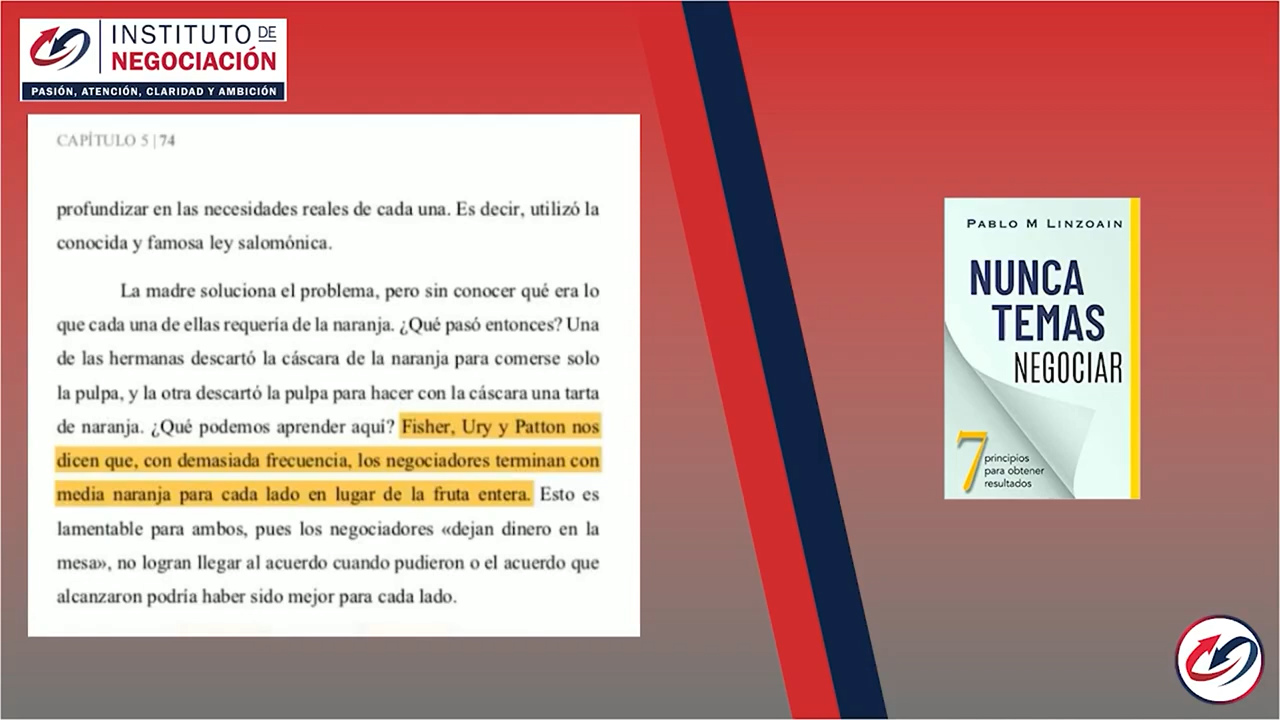 INSTITUTO DE
NEGOCIACIÓN
PASIÓN, ATENCIÓN, CLARIDAD Y AMBICIÓN
CAPÍTULO 5 | 74
profundizar en las necesidades reales de cada una. Es decir, utilizó la
conocida y famosa ley salomónica.
La madre soluciona el problema, pero sin conocer qué era lo
que cada una de ellas requería de la naranja. ¿Qué pasó entonces? Una
de las hermanas descartó la cáscara de la naranja para comerse solo
la pulpa, y la otra descartó la pulpa para hacer con la cáscara una tarta
de naranja. ¿Qué podemos aprender aquí? Fisher, Ury y Patton nos
dicen que, con demasiada frecuencia, los negociadores terminan con
media naranja para cada lado en lugar de la fruta entera. Esto es
lamentable para ambos, pues los negociadores «dejan dinero en la
mesa», no logran llegar al acuerdo cuando pudieron o el acuerdo que
alcanzaron podría haber sido mejor para cada lado.
PABLO M LINZOAIN
NUNCA
TEMAS
NEGOCIAR
7 principios
para obtener
resultados